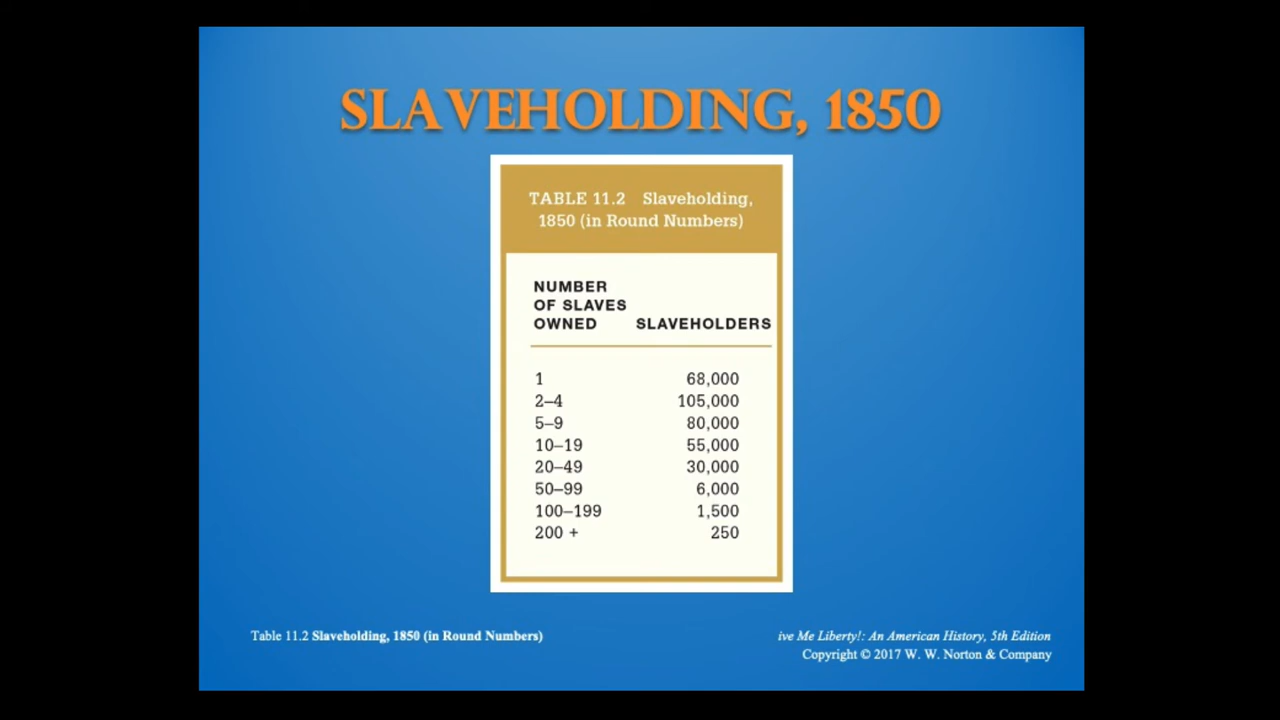 SLAVEHOLDING, 1850
TABLE 11.2 Slaveholding,
1850 (in Round Numbers)
NUMBER
OF SLAVES
OWNED SLAVEHOLDERS
1 68,000
2–4 105,000
5–9 80,000
10–19 55,000
20–49 30,000
50–99 6,000
100–199 1,500
200 + 250
Table 11.2 Slaveholding, 1850 (in Round Numbers)
ive Me Liberty!: An American History, 5th Edition
Copyright © 2017 W. W. Norton & Company